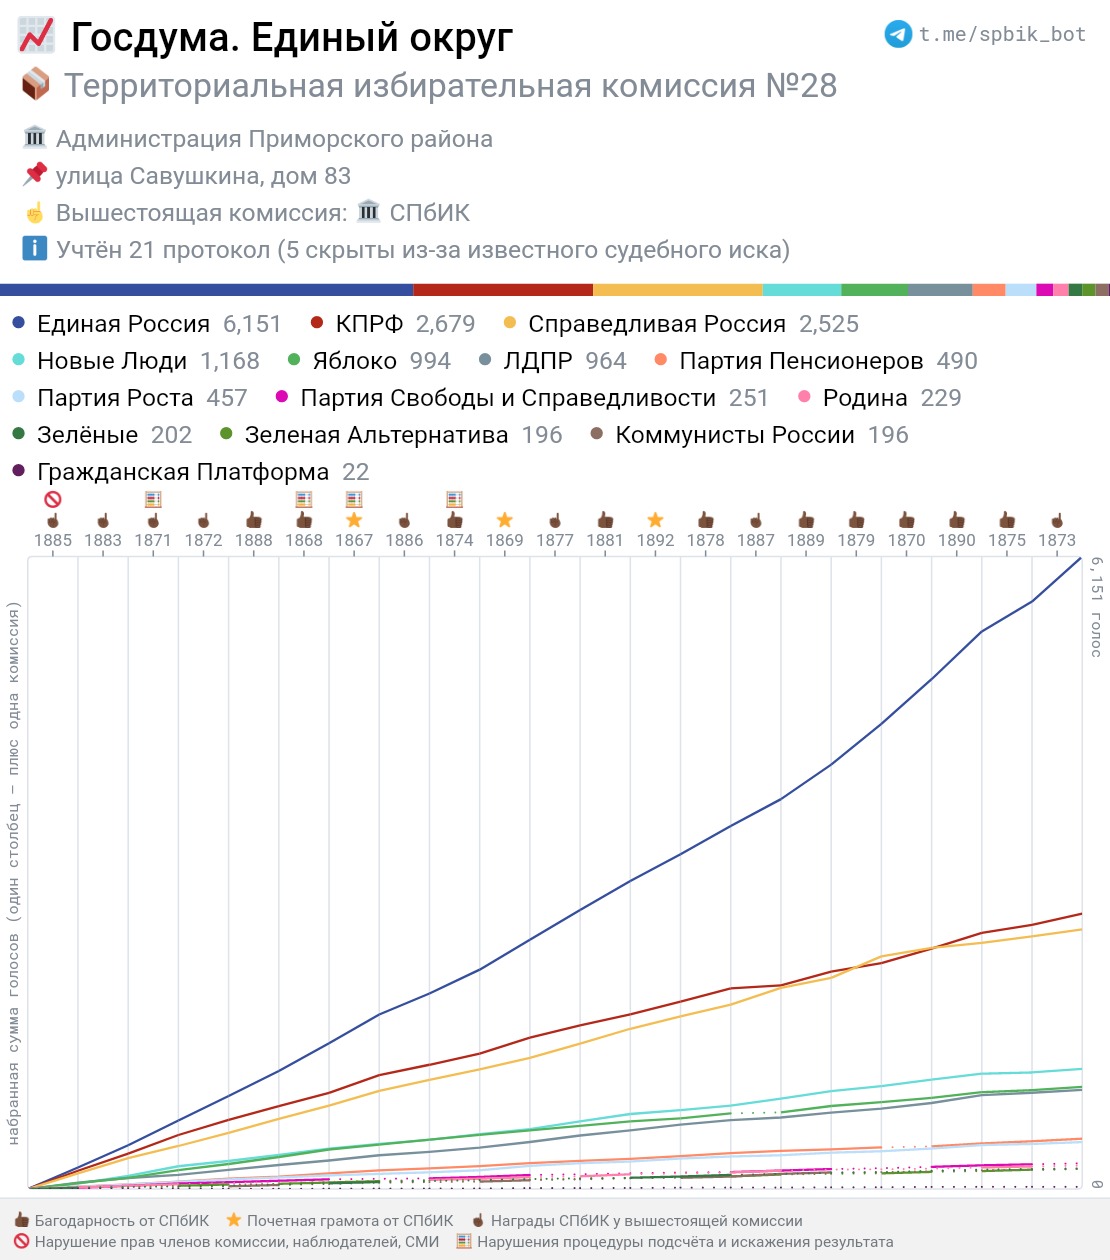 Госдума. Единый округ
t.me/spbik_bot
Территориальная избирательная комиссия №28
Администрация Приморского района
улица Савушкина, дом 83
Вышестоящая комиссия: СПбИК
Учтён 21 протокол (5 скрыты из-за известного судебного иска)
Единая Россия 6,151 КПРФ 2,679 Справедливая Россия 2,525
Новые Люди 1,168 Яблоко 994 ЛДПР 964 Партия Пенсионеров 490
Партия Роста 457 Партия Свободы и Справедливости 251 Родина 229
Зелёные 202 Зеленая Альтернатива 196 Коммунисты России 196
Гражданская Платформа 22
1885 1883 1871 1872 1888 1868 1867 1886 1874 1869 1877 1881 1892 1878 1887 1889 1879 1870 1890 1875 1873
набранная сумма голосов (один столбец – плюс одна комиссия)
6,151 голос
0
Багодарность от СПбИК Почетная грамота от СПбИК Награды СПбИК у вышестоящей комиссии
Нарушение прав членов комиссии, наблюдателей, СМИ Нарушения процедуры подсчёта и искажения результата